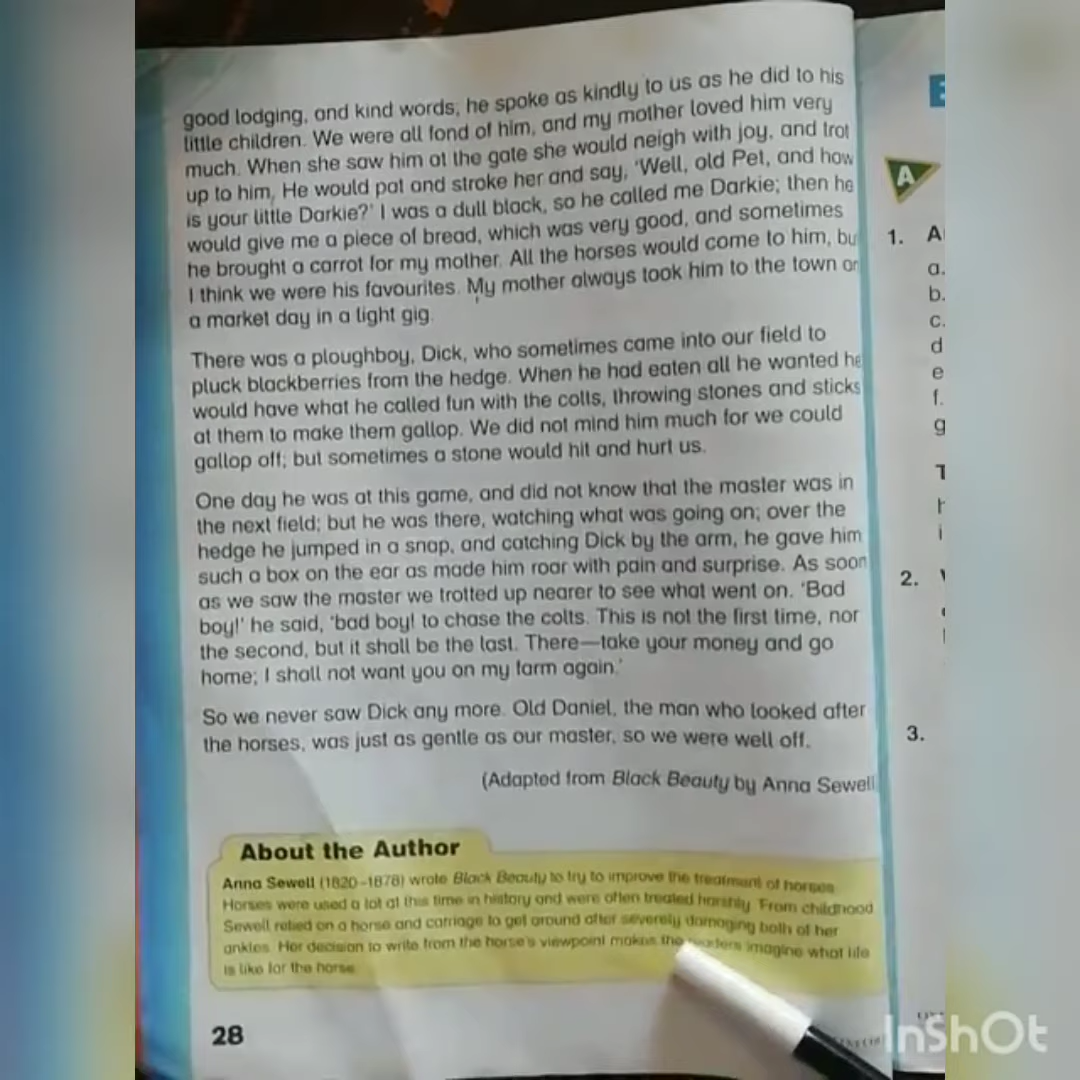 good lodging, and kind words; he spoke as kindly to us as he did to his
little children. We were all fond of him, and my mother loved him very
much. When she saw him at the gate she would neigh with joy, and trot
up to him. He would pat and stroke her and say, 'Well, old Pet, and how
is your little Darkie?' I was a dull black, so he called me Darkie; then he
would give me a piece of bread, which was very good, and sometimes
he brought a carrot for my mother. All the horses would come to him, bu
I think we were his favourites. My mother always took him to the town on
a market day in a light gig.
There was a ploughboy, Dick, who sometimes came into our field to
pluck blackberries from the hedge. When he had eaten all he wanted he
would have what he called fun with the colts, throwing stones and sticks
at them to make them gallop. We did not mind him much for we could
gallop off; but sometimes a stone would hit and hurt us.
One day he was at this game, and did not know that the master was in
the next field; but he was there, watching what was going on; over the
hedge he jumped in a snap, and catching Dick by the arm, he gave him
such a box on the ear as made him roar with pain and surprise. As soon
as we saw the master we trotted up nearer to see what went on. 'Bad
boy!' he said, 'bad boy! to chase the colts. This is not the first time, nor
the second, but it shall be the last. There—take your money and go
home; I shall not want you on my farm again.'
So we never saw Dick any more. Old Daniel, the man who looked after
the horses, was just as gentle as our master, so we were well off.
(Adapted from Black Beauty by Anna Sewell
About the Author
Anna Sewell (1820-1878) wrote Black Beauty to try to improve the treatment of horses.
Horses were used a lot at this time in history and were often treated harshly. From childhood
Sewell relied on a horse and carriage to get around after severely damaging both of her
ankles. Her decision to write from the horse's viewpoint makes the readers imagine what life
is like for the horse.
28
A
1. A
a.
b.
c.
d
e
f.
g
2.
3.
InShOt